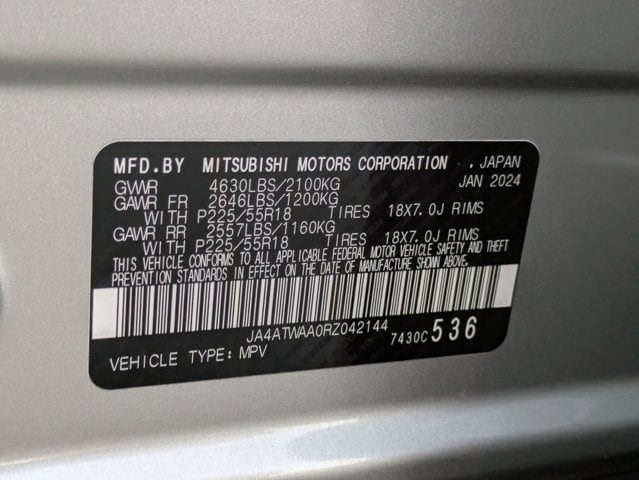 MFD.BY MITSUBISHI MOTORS CORPORATION , JAPAN
GVWR 4630LBS/2100KG JAN 2024
GAWR FR 2646LBS/1200KG
WITH P225/55R18 TIRES 18X7.0J RIMS
GAWR RR 2557LBS/1160KG
WITH P225/55R18 TIRES 18X7.0J RIMS
THIS VEHICLE CONFORMS TO ALL APPLICABLE FEDERAL MOTOR VEHICLE SAFETY AND THEFT
PREVENTION STANDARDS IN EFFECT ON THE DATE OF MANUFACTURE SHOWN ABOVE.
JA4ATWAA0RZ042144 7430C 536
VEHICLE TYPE: MPV